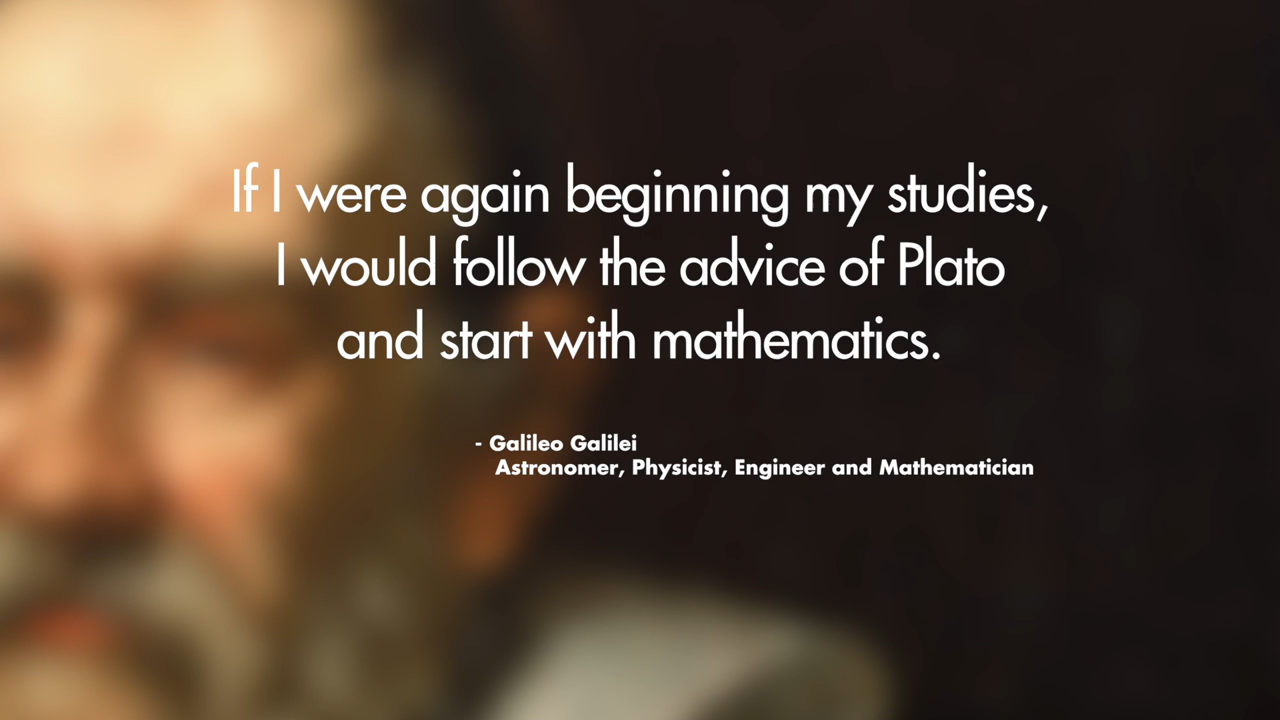 If I were again beginning my studies,
I would follow the advice of Plato
and start with mathematics.
- Galileo Galilei
Astronomer, Physicist, Engineer and Mathematician